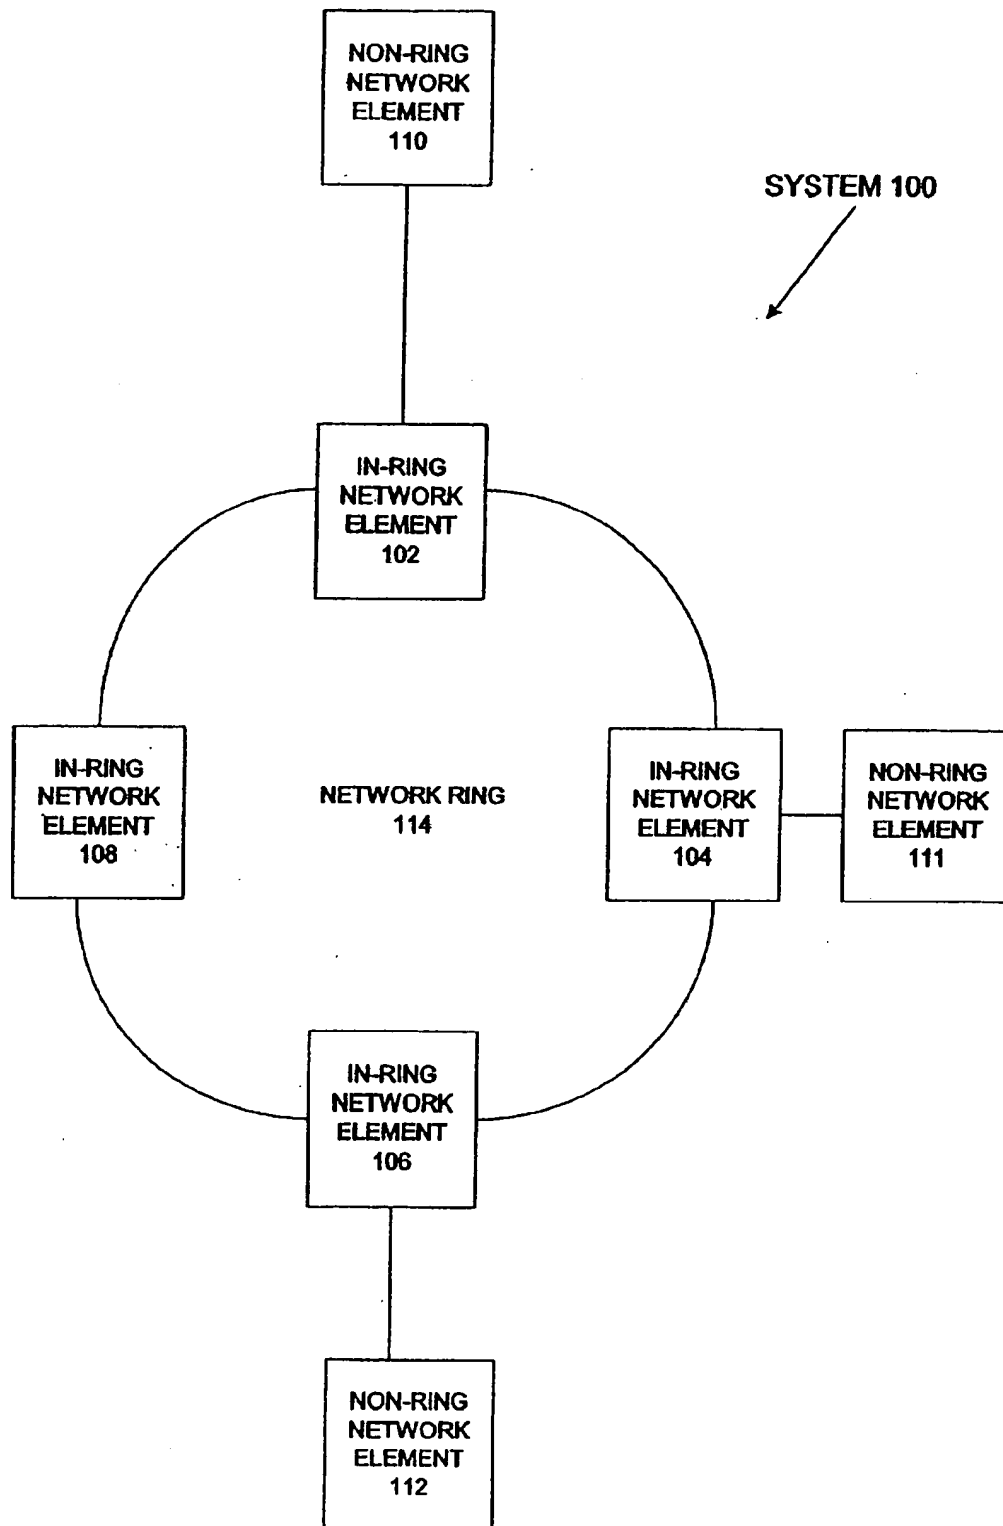 NON-RING
NETWORK
ELEMENT
110
SYSTEM 100
IN-RING
NETWORK
ELEMENT
102
IN-RING
NETWORK
ELEMENT
108
NETWORK RING
114
IN-RING
NETWORK
ELEMENT
104
NON-RING
NETWORK
ELEMENT
111
IN-RING
NETWORK
ELEMENT
106
NON-RING
NETWORK
ELEMENT
112